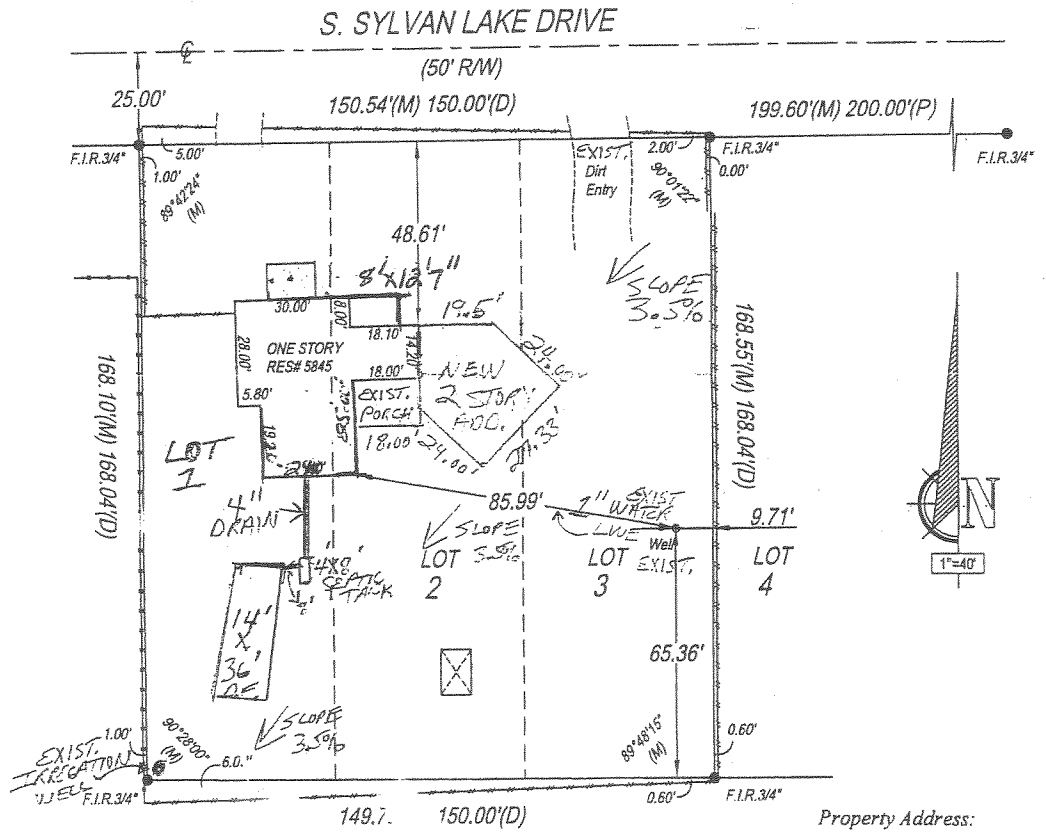 S. SYLVAN LAKE DRIVE
(50' R/W)
25.00'
150.54'(M) 150.00'(D)
199.60'(M) 200.00'(P)
F.I.R.3/4"
5.00'
1.00'
89°42'24"
(M)
EXIST.
Dirt
Entry
2.00'
F.I.R.3/4"
0.00'
90°01'22"
(M)
F.I.R.3/4"
48.61'
8'x12'7"
SLOPE
3.5%
30.00'
8.00'
18.10'
19.5'
14.20'
ONE STORY
RES# 5845
28.00'
5.80'
18.00'
EXIST.
PORCH
18.00'
NEW
2 STORY
ADD.
24.00'
24.00'
168.10'(M) 168.04'(D)
168.55'(M) 168.04'(D)
LOT
1
4"
DRAIN
85.99'
1" WATER
LINE
EXIST
SLOPE
3.5%
9.71'
LOT
2
LOT
3
Well
EXIST.
LOT
4
N
1"=40'
4x8'
SEPTIC
TANK
14'
X
36'
65.36'
SLOPE
3.5%
90°28'00"
(M)
1.00'
6.0."
89°48'15"
(M)
0.60'
EXIST.
IRREGATION
WELL
F.I.R.3/4"
149.7
150.00'(D)
0.60'
F.I.R.3/4"
Property Address: